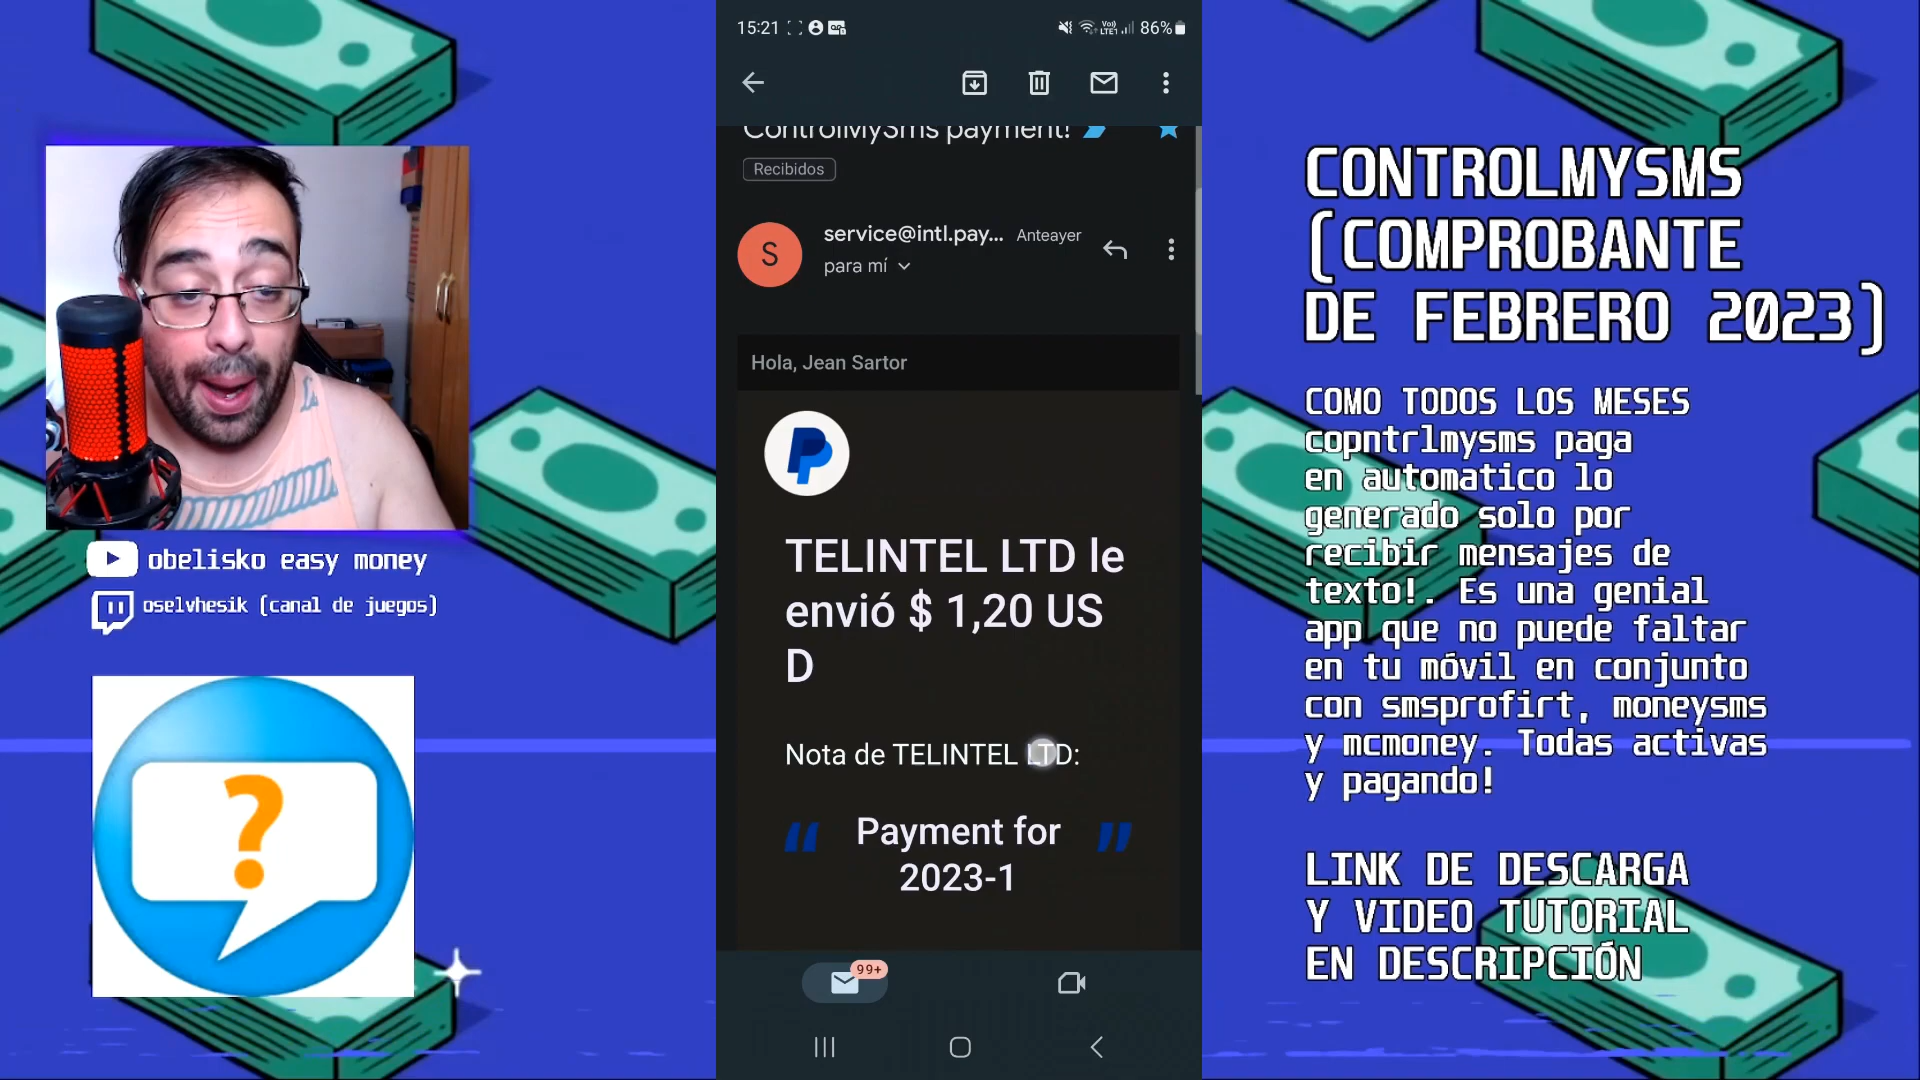 15:21
86%
ControlMySms payment!
Recibidos
S
service@intl.pay...
Anteayer
para mí
Hola, Jean Sartor
TELINTEL LTD le
envió $ 1,20 US
D
Nota de TELINTEL LTD:
“ Payment for ”
2023-1
99+
obelisko easy money
oselvhesik (canal de juegos)
?
CONTROLMYSMS
(COMPROBANTE
DE FEBRERO 2023)
COMO TODOS LOS MESES
copntrlmysms paga
en automatico lo
generado solo por
recibir mensajes de
texto!. Es una genial
app que no puede faltar
en tu móvil en conjunto
con smsprofirt, moneysms
y mcmoney. Todas activas
y pagando!
LINK DE DESCARGA
Y VIDEO TUTORIAL
EN DESCRIPCIÓN